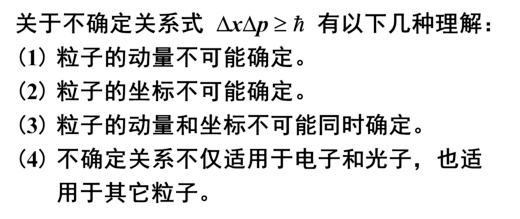 关于不确定关系式 ΔxΔp ≥ ħ 有以下几种理解：
(1) 粒子的动量不可能确定。
(2) 粒子的坐标不可能确定。
(3) 粒子的动量和坐标不可能同时确定。
(4) 不确定关系不仅适用于电子和光子，也适
用于其它粒子。